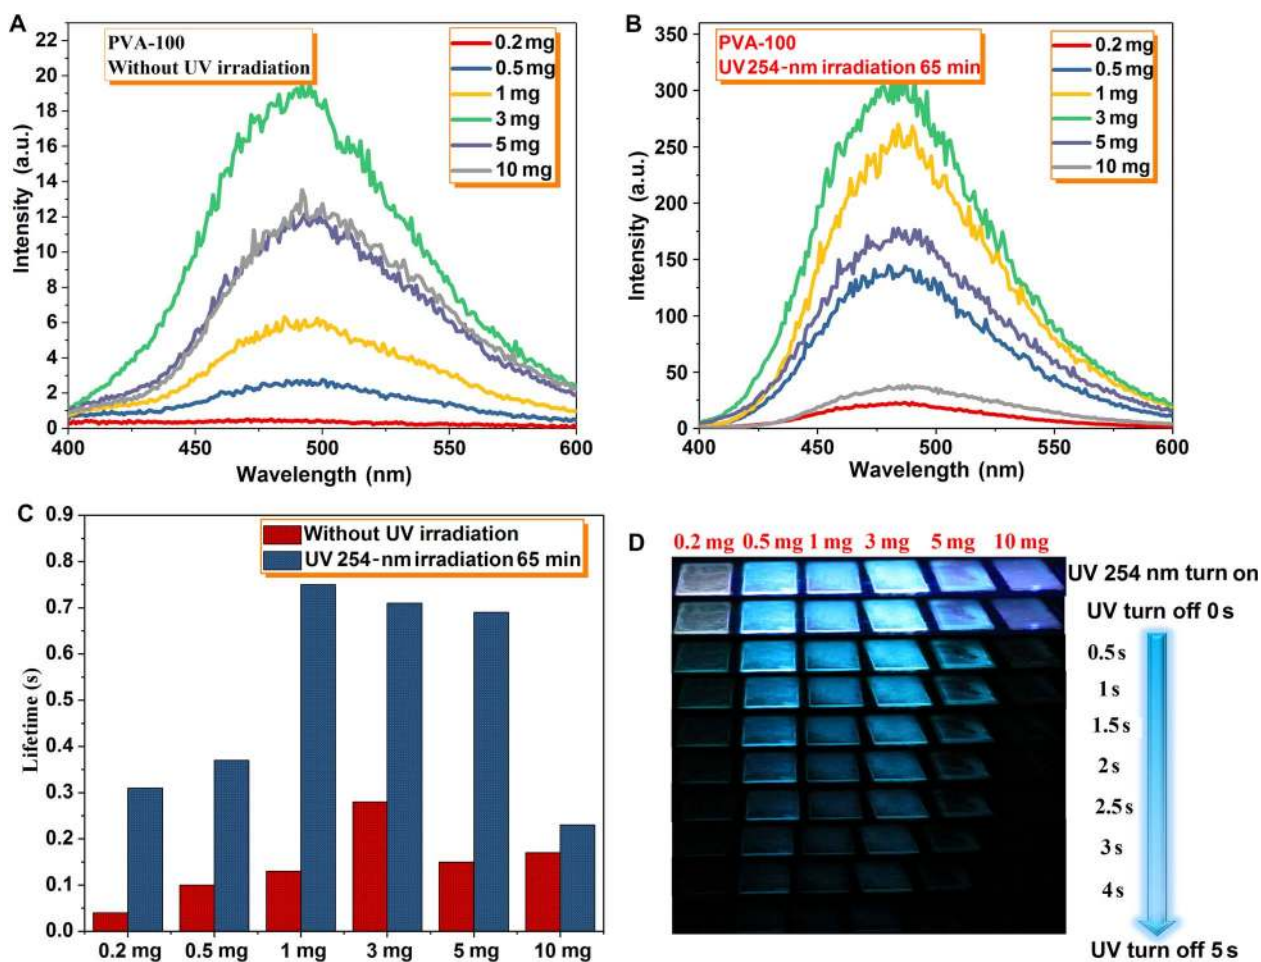 A
PVA-100
Without UV irradiation
0.2 mg
0.5 mg
1 mg
3 mg
5 mg
10 mg
22
20
18
16
14
12
10
8
6
4
2
0
Intensity (a.u.)
400
450
500
550
600
Wavelength (nm)
B
PVA-100
UV 254-nm irradiation 65 min
0.2 mg
0.5 mg
1 mg
3 mg
5 mg
10 mg
350
300
250
200
150
100
50
0
Intensity (a.u.)
400
450
500
550
600
Wavelength (nm)
C
Without UV irradiation
UV 254-nm irradiation 65 min
0.9
0.8
0.7
0.6
0.5
0.4
0.3
0.2
0.1
0.0
Lifetime (s)
0.2 mg
0.5 mg
1 mg
3 mg
5 mg
10 mg
D
0.2 mg 0.5 mg 1 mg 3 mg 5 mg 10 mg
UV 254 nm turn on
UV turn off 0 s
0.5 s
1 s
1.5 s
2 s
2.5 s
3 s
4 s
UV turn off 5 s